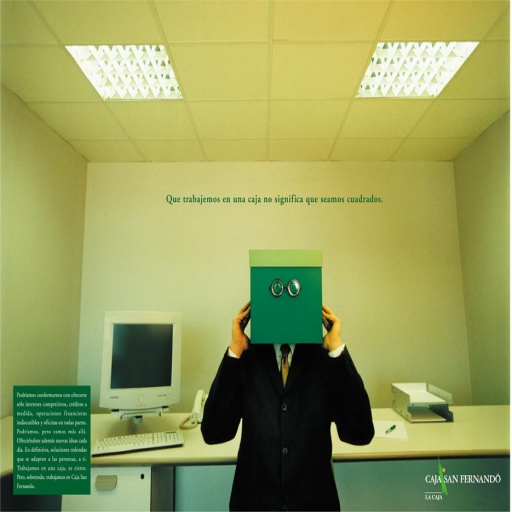 Que trabajemos en una caja no significa que seamos cuadrados.
Podríamos conformarnos con ofrecerte
sólo intereses competitivos, créditos a
medida, operaciones financieras
indiscutibles y oficinas en todas partes.
Podríamos, pero vamos más allá.
Ofreciéndote además nuevas ideas cada
día. En definitiva, soluciones redondas
que se adapten a las personas, a ti.
Trabajamos en una caja, es cierto.
Pero, sobretodo, trabajamos en Caja San
Fernando.
CAJA SAN FERNANDO
LA CAJA